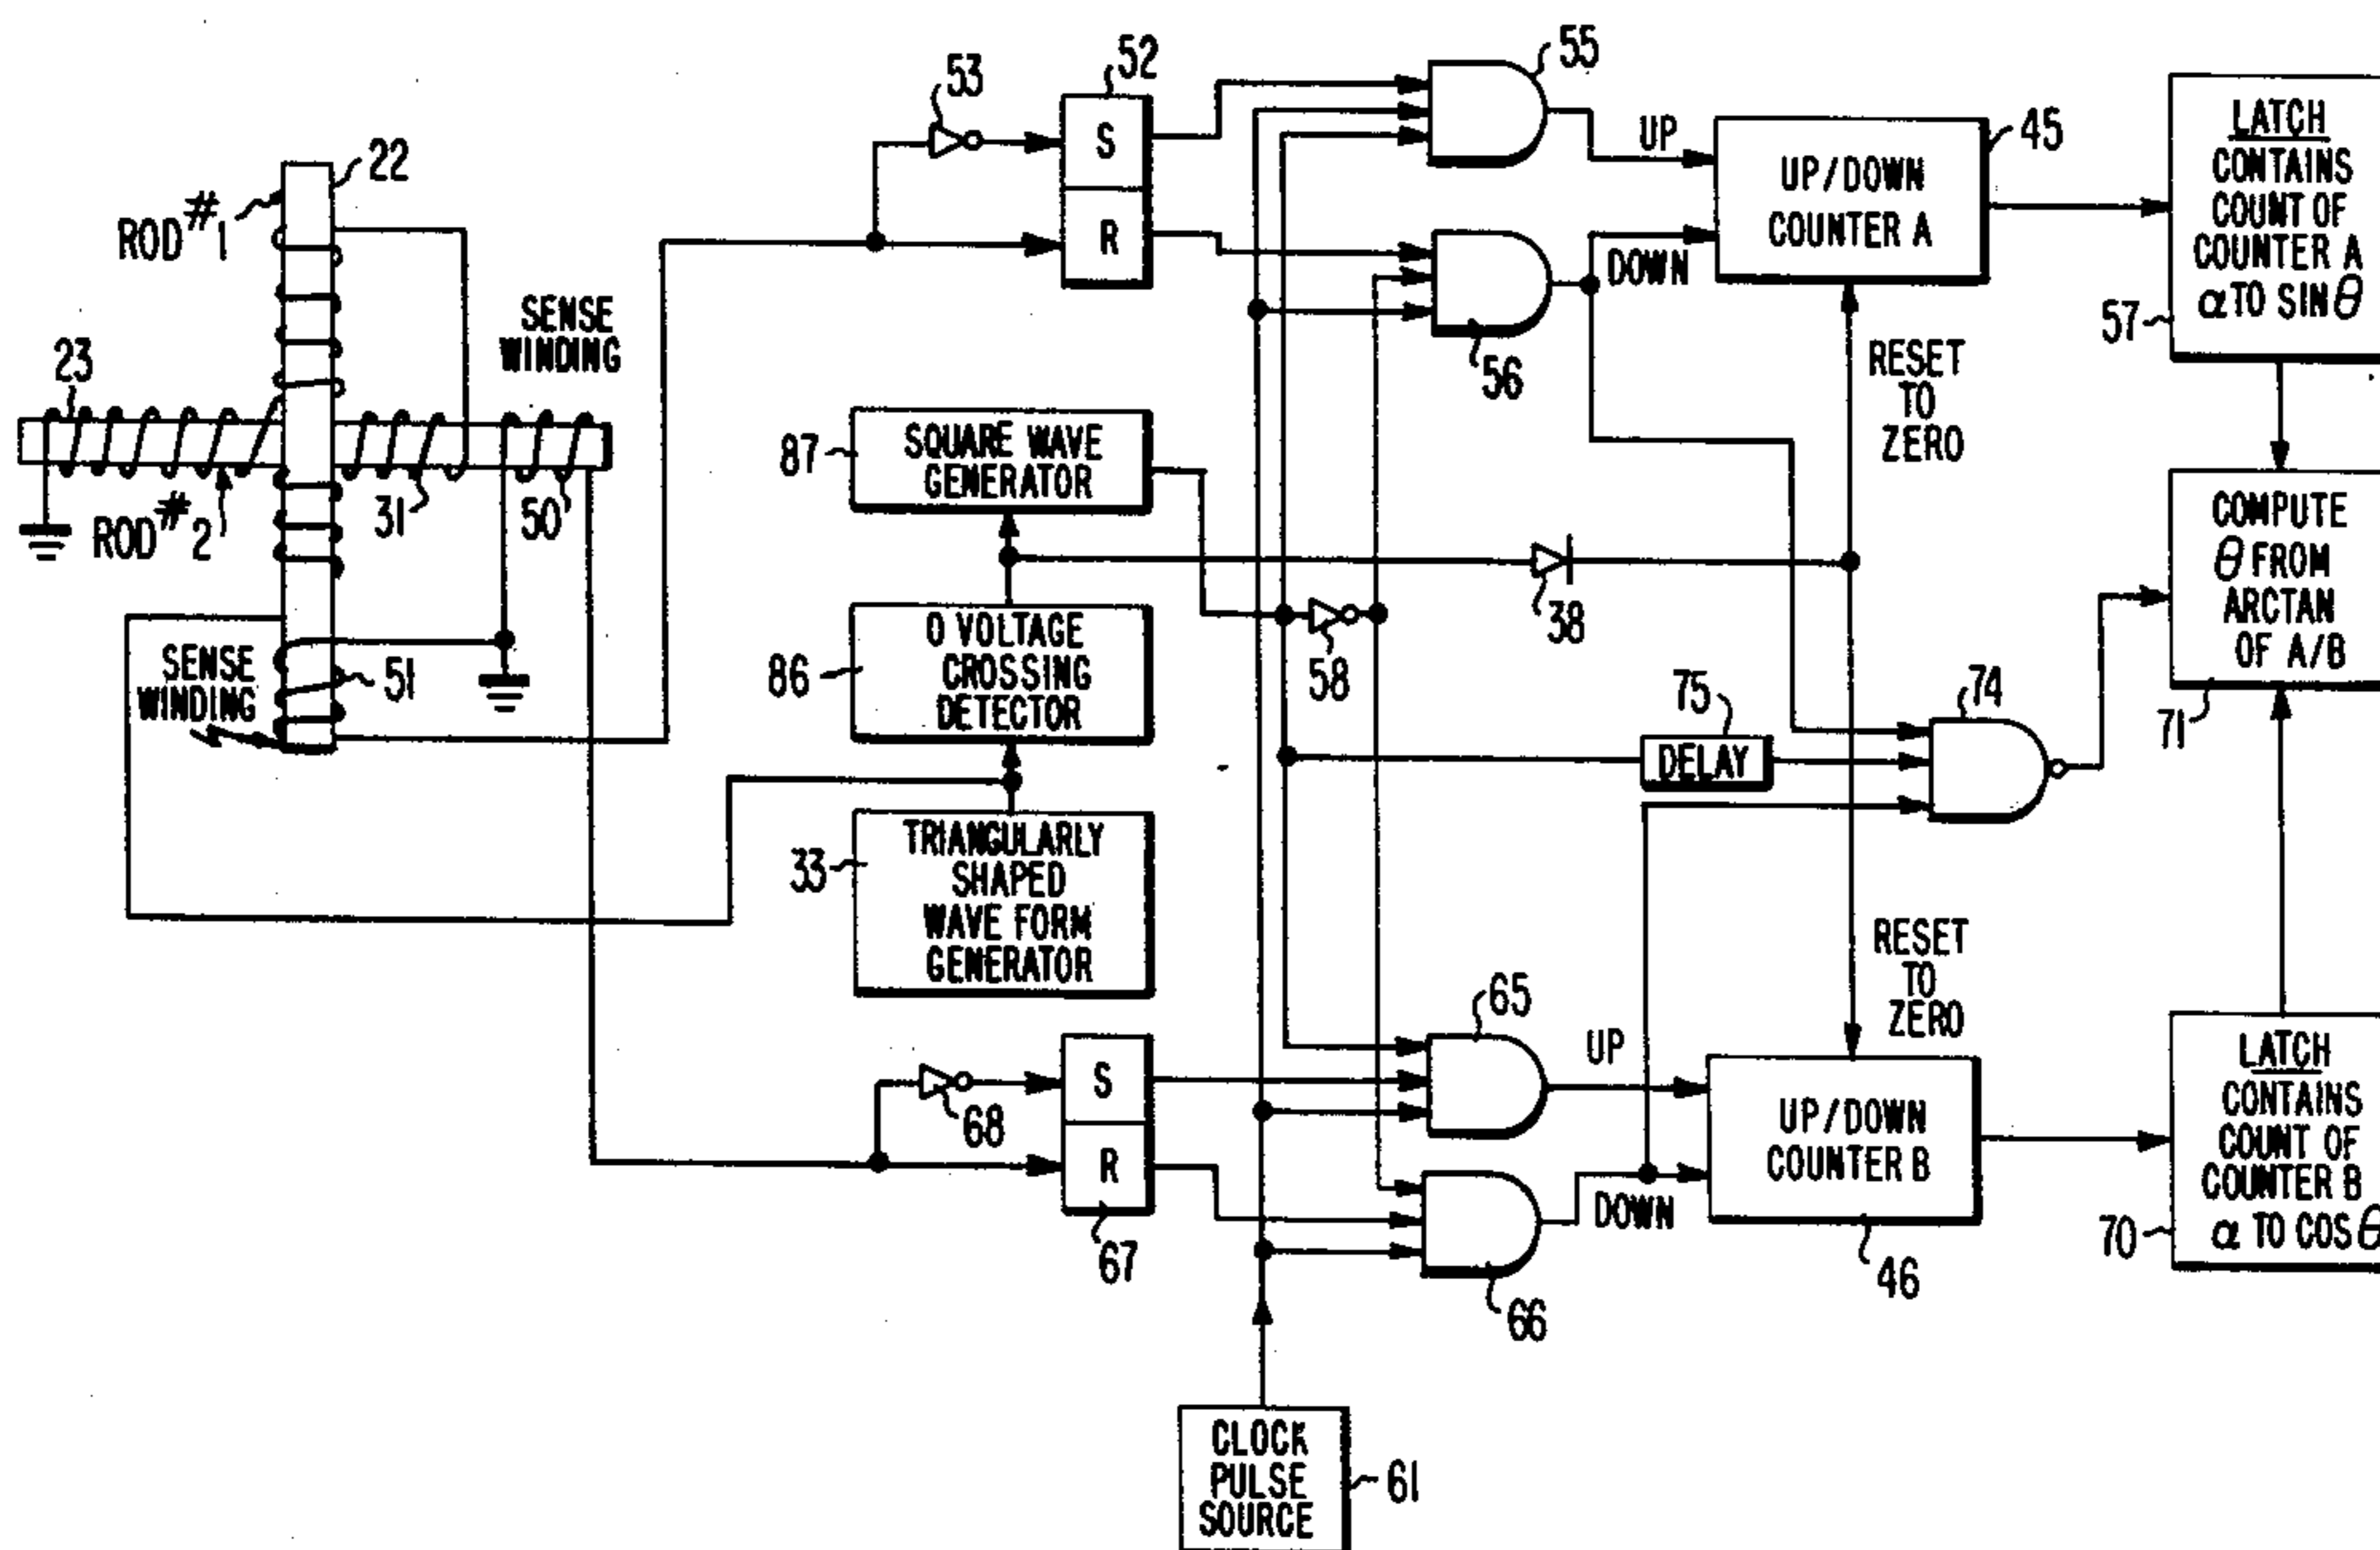 ROD #1
22
23
ROD #2
31
50
SENSE
WINDING
SENSE
WINDING
51
53
52
S
R
55
56
UP
DOWN
UP/DOWN
COUNTER A
45
LATCH
CONTAINS
COUNT OF
COUNTER A
α TO SIN θ
57
RESET
TO
ZERO
87
SQUARE WAVE
GENERATOR
38
86
0 VOLTAGE
CROSSING
DETECTOR
58
33
TRIANGULARLY
SHAPED
WAVE FORM
GENERATOR
75
DELAY
74
COMPUTE
θ FROM
ARCTAN
OF A/B
71
RESET
TO
ZERO
68
S
R
67
65
66
UP
DOWN
UP/DOWN
COUNTER B
46
LATCH
CONTAINS
COUNT OF
COUNTER B
α TO COS θ
70
CLOCK
PULSE
SOURCE
61